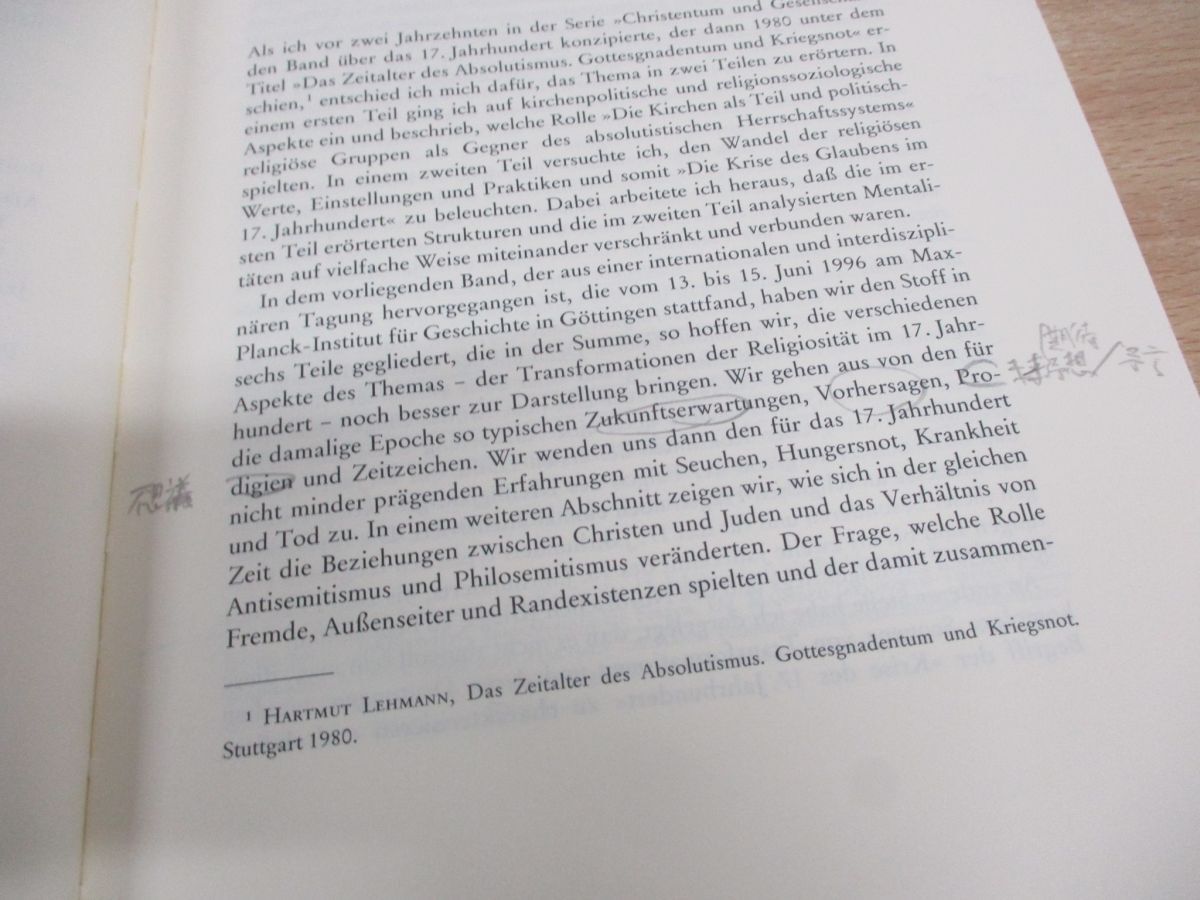 Als ich vor zwei Jahrzehnten in der Serie »Christentum und Gesellscha
den Band über das 17. Jahrhundert konzipierte, der dann 1980 unter dem
Titel »Das Zeitalter des Absolutismus. Gottesgnadentum und Kriegsnot« er-
schien,¹ entschied ich mich dafür, das Thema in zwei Teilen zu erörtern. In
einem ersten Teil ging ich auf kirchenpolitische und religionssoziologische
Aspekte ein und beschrieb, welche Rolle »Die Kirchen als Teil und politisch-
religiöse Gruppen als Gegner des absolutistischen Herrschaftssystems«
spielten. In einem zweiten Teil versuchte ich, den Wandel der religiösen
Werte, Einstellungen und Praktiken und somit »Die Krise des Glaubens im
17. Jahrhundert« zu beleuchten. Dabei arbeitete ich heraus, daß die im er-
sten Teil erörterten Strukturen und die im zweiten Teil analysierten Mentali-
täten auf vielfache Weise miteinander verschränkt und verbunden waren.
In dem vorliegenden Band, der aus einer internationalen und interdiszipli-
nären Tagung hervorgegangen ist, die vom 13. bis 15. Juni 1996 am Max-
Planck-Institut für Geschichte in Göttingen stattfand, haben wir den Stoff in
sechs Teile gegliedert, die in der Summe, so hoffen wir, die verschiedenen
Aspekte des Themas – der Transformationen der Religiosität im 17. Jahr-
hundert – noch besser zur Darstellung bringen. Wir gehen aus von den für
die damalige Epoche so typischen Zukunftserwartungen, Vorhersagen, Pro-
digien und Zeitzeichen. Wir wenden uns dann den für das 17. Jahrhundert
nicht minder prägenden Erfahrungen mit Seuchen, Hungersnot, Krankheit
und Tod zu. In einem weiteren Abschnitt zeigen wir, wie sich in der gleichen
Zeit die Beziehungen zwischen Christen und Juden und das Verhältnis von
Antisemitismus und Philosemitismus veränderten. Der Frage, welche Rolle
Fremde, Außenseiter und Randexistenzen spielten und der damit zusammen-
¹ HARTMUT LEHMANN, Das Zeitalter des Absolutismus. Gottesgnadentum und Kriegsnot.
Stuttgart 1980.
期待
予想/予言